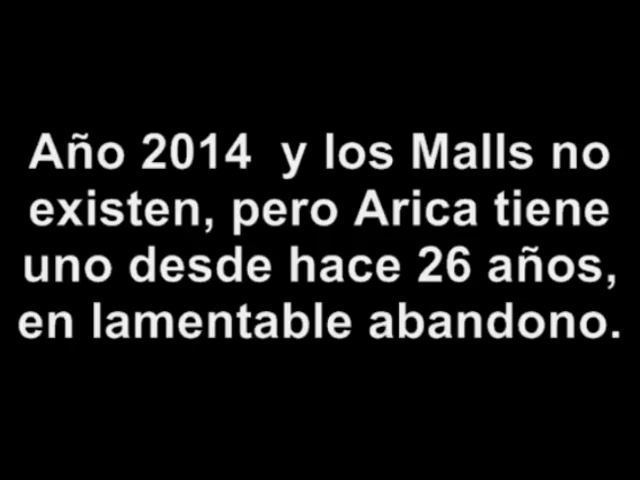 Año 2014  y los Malls no
existen, pero Arica tiene
uno desde hace 26 años,
en lamentable abandono.